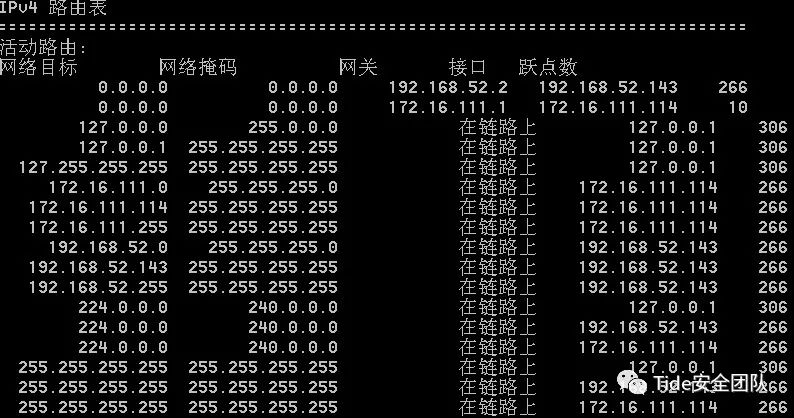 IPv4 路由表
===========================================================================
活动路由:
网络目标 网络掩码 网关 接口 跃点数
0.0.0.0 0.0.0.0 192.168.52.2 192.168.52.143 266
0.0.0.0 0.0.0.0 172.16.111.1 172.16.111.114 10
127.0.0.0 255.0.0.0 在链路上 127.0.0.1 306
127.0.0.1 255.255.255.255 在链路上 127.0.0.1 306
127.255.255.255 255.255.255.255 在链路上 127.0.0.1 306
172.16.111.0 255.255.255.0 在链路上 172.16.111.114 266
172.16.111.114 255.255.255.255 在链路上 172.16.111.114 266
172.16.111.255 255.255.255.255 在链路上 172.16.111.114 266
192.168.52.0 255.255.255.0 在链路上 192.168.52.143 266
192.168.52.143 255.255.255.255 在链路上 192.168.52.143 266
192.168.52.255 255.255.255.255 在链路上 192.168.52.143 266
224.0.0.0 240.0.0.0 在链路上 127.0.0.1 306
224.0.0.0 240.0.0.0 在链路上 192.168.52.143 266
224.0.0.0 240.0.0.0 在链路上 172.16.111.114 266
255.255.255.255 255.255.255.255 在链路上 127.0.0.1 306
255.255.255.255 255.255.255.255 在链路上 266
255.255.255.255 255.255.255.255 在链路上 172.16.111.114 266
Tide安全团队